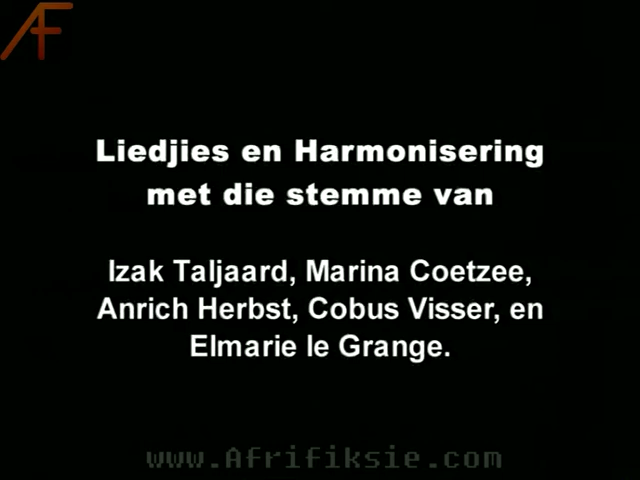 AF
Liedjies en Harmonisering
met die stemme van
Izak Taljaard, Marina Coetzee,
Anrich Herbst, Cobus Visser, en
Elmarie le Grange.
www.Afrifiksie.com